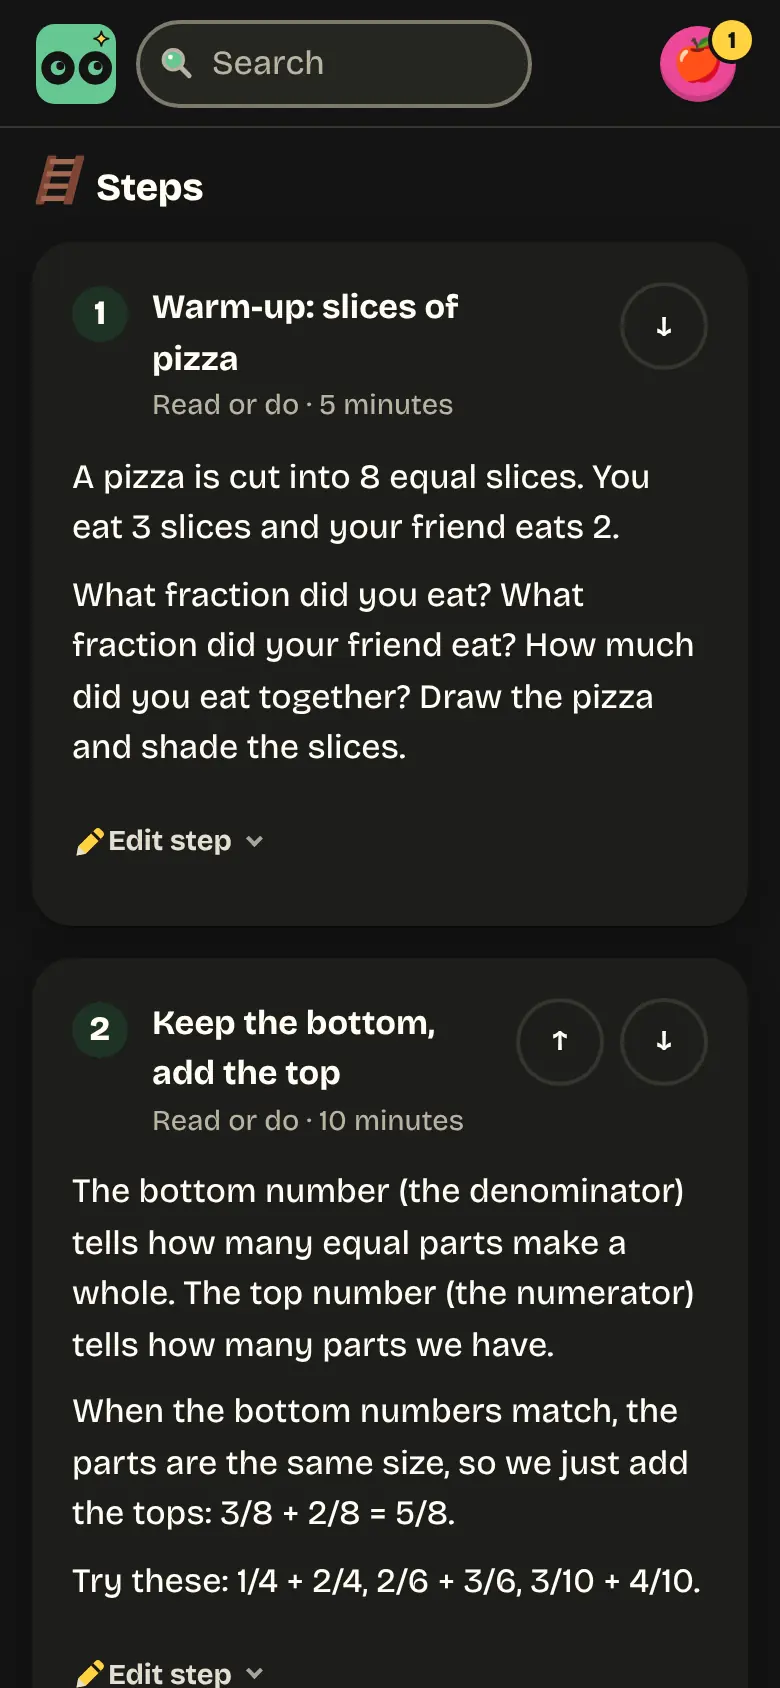 Search
1
Steps
1
Warm-up: slices of
pizza
Read or do · 5 minutes
↓
A pizza is cut into 8 equal slices. You
eat 3 slices and your friend eats 2.
What fraction did you eat? What
fraction did your friend eat? How much
did you eat together? Draw the pizza
and shade the slices.
Edit step
2
Keep the bottom,
add the top
Read or do · 10 minutes
↑ ↓
The bottom number (the denominator)
tells how many equal parts make a
whole. The top number (the numerator)
tells how many parts we have.
When the bottom numbers match, the
parts are the same size, so we just add
the tops: 3/8 + 2/8 = 5/8.
Try these: 1/4 + 2/4, 2/6 + 3/6, 3/10 + 4/10.
Edit step